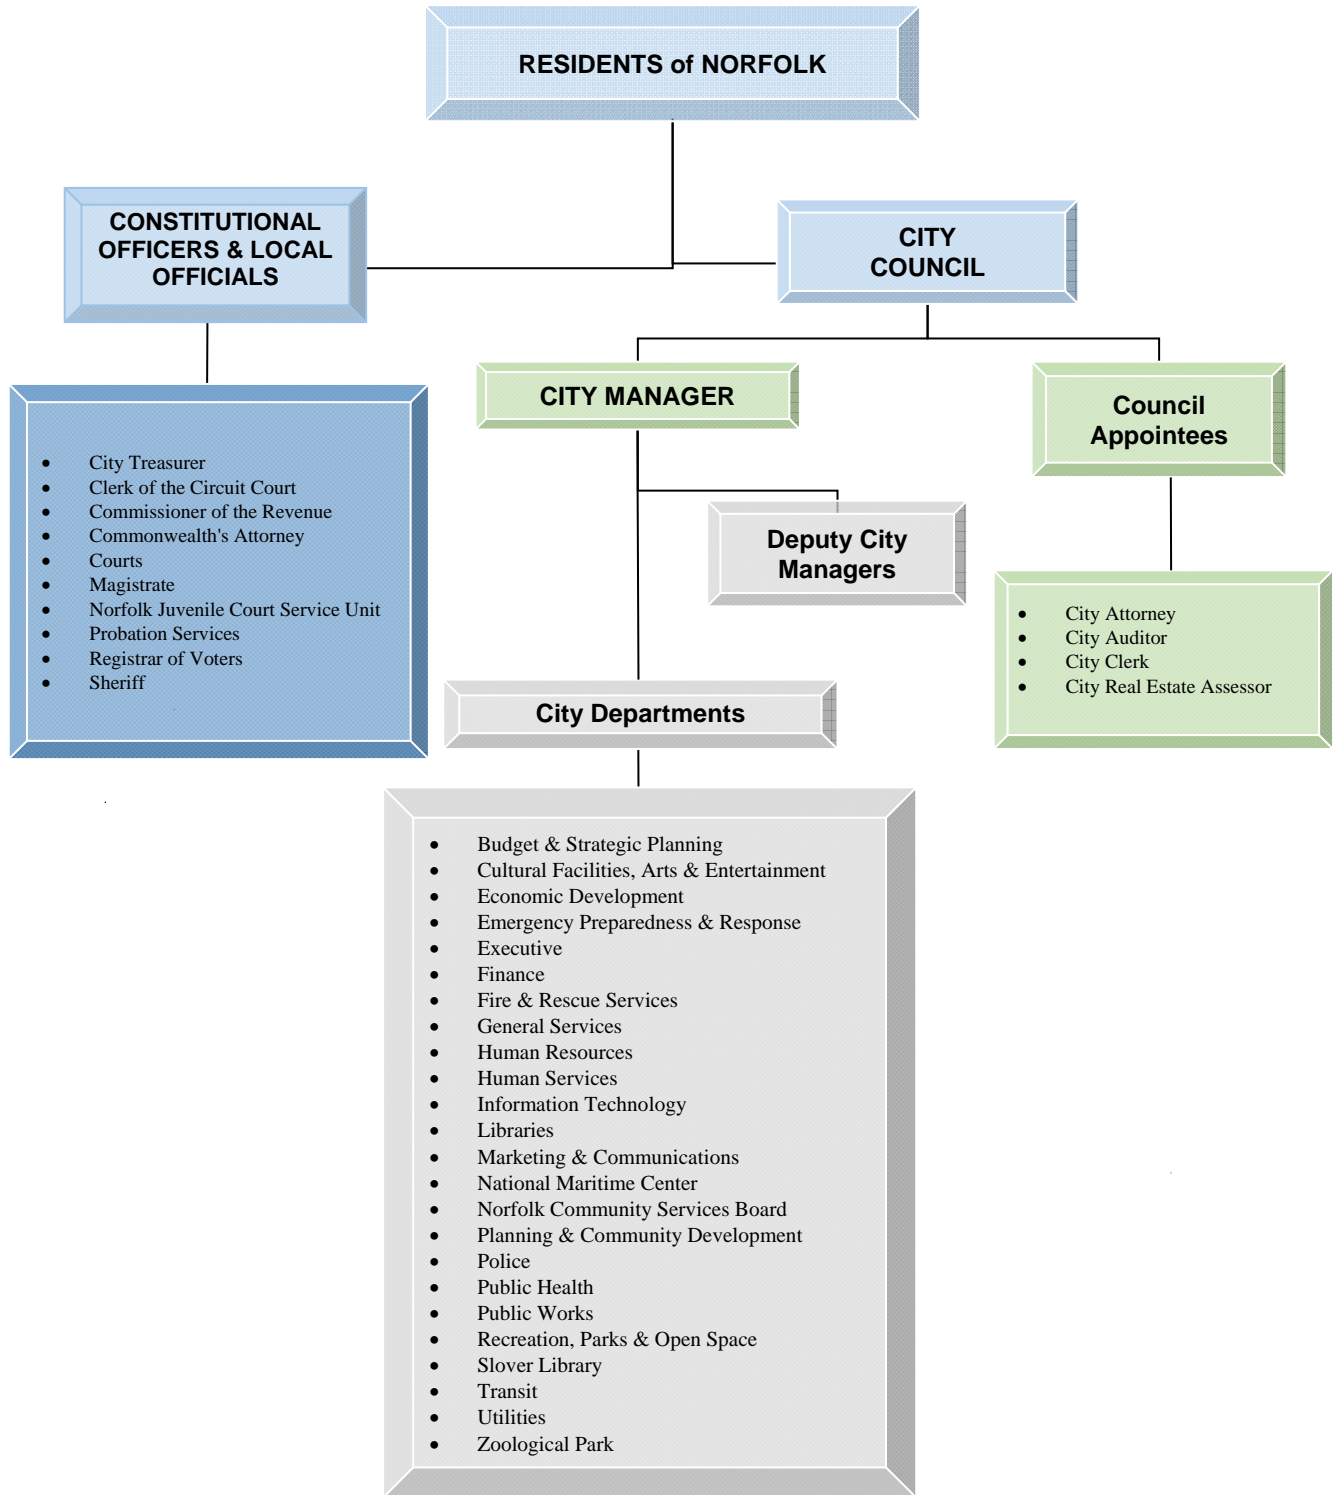 RESIDENTS of NORFOLK
CONSTITUTIONAL
OFFICERS & LOCAL
OFFICIALS
CITY
COUNCIL
CITY MANAGER
Council
Appointees
Deputy City
Managers
• City Treasurer
• Clerk of the Circuit Court
• Commissioner of the Revenue
• Commonwealth's Attorney
• Courts
• Magistrate
• Norfolk Juvenile Court Service Unit
• Probation Services
• Registrar of Voters
• Sheriff
• City Attorney
• City Auditor
• City Clerk
• City Real Estate Assessor
City Departments
• Budget & Strategic Planning
• Cultural Facilities, Arts & Entertainment
• Economic Development
• Emergency Preparedness & Response
• Executive
• Finance
• Fire & Rescue Services
• General Services
• Human Resources
• Human Services
• Information Technology
• Libraries
• Marketing & Communications
• National Maritime Center
• Norfolk Community Services Board
• Planning & Community Development
• Police
• Public Health
• Public Works
• Recreation, Parks & Open Space
• Slover Library
• Transit
• Utilities
• Zoological Park